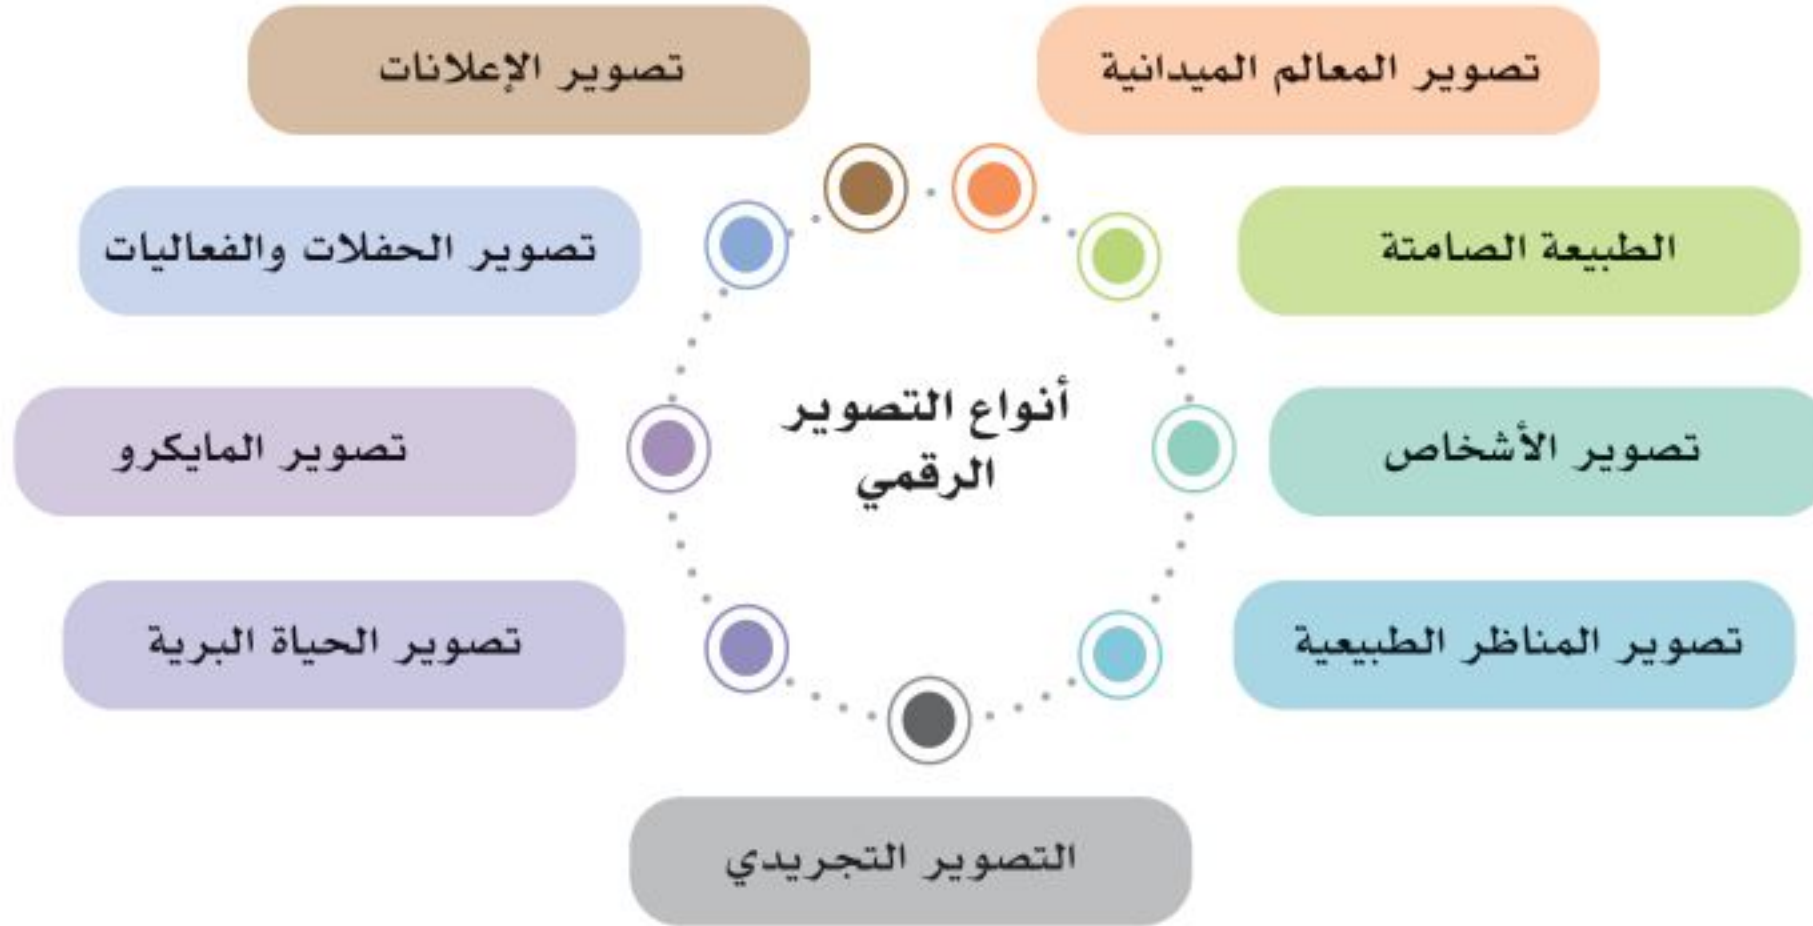 تصوير المعالم الميدانية
تصوير الإعلانات
الطبيعة الصامتة
تصوير الحفلات والفعاليات
أنواع التصوير
الرقمي
تصوير الأشخاص
تصوير المايكرو
تصوير المناظر الطبيعية
تصوير الحياة البرية
التصوير التجريدي